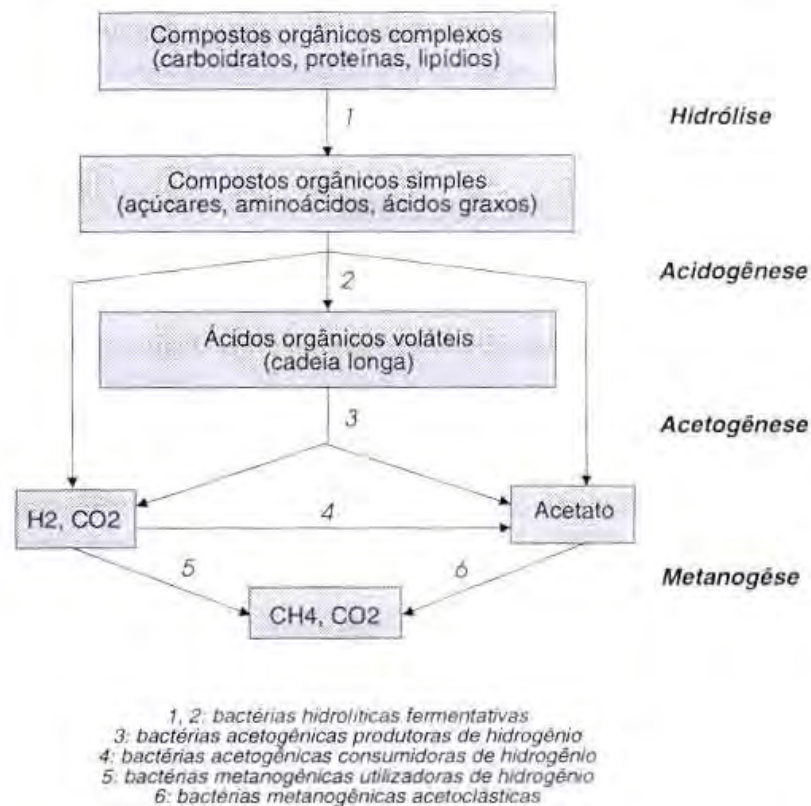 Compostos orgânicos complexos
(carboidratos, proteínas, lipídios)
1
Hidrólise
Compostos orgânicos simples
(açúcares, aminoácidos, ácidos graxos)
2
Acidogênese
Ácidos orgânicos voláteis
(cadeia longa)
3
Acetogênese
H2, CO2
4
Acetato
5
6
Metanogése
CH4, CO2
1, 2: bactérias hidrolíticas fermentativas
3: bactérias acetogênicas produtoras de hidrogênio
4: bactérias acetogênicas consumidoras de hidrogênio
5: bactérias metanogênicas utilizadoras de hidrogênio
6: bactérias metanogênicas acetoclásticas